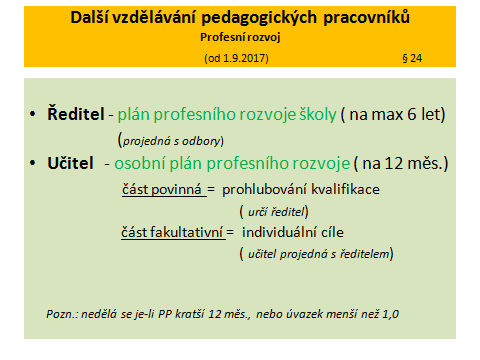 Další vzdělávání pedagogických pracovníků
Profesní rozvoj
(od 1.9.2017) § 24
• Ředitel - plán profesního rozvoje školy ( na max 6 let)
(projedná s odbory)
• Učitel - osobní plán profesního rozvoje ( na 12 měs.)
část povinná = prohlubování kvalifikace
( určí ředitel)
část fakultativní = individuální cíle
( učitel projedná s ředitelem)
Pozn.: nedělá se je-li PP kratší 12 měs., nebo úvazek menší než 1,0